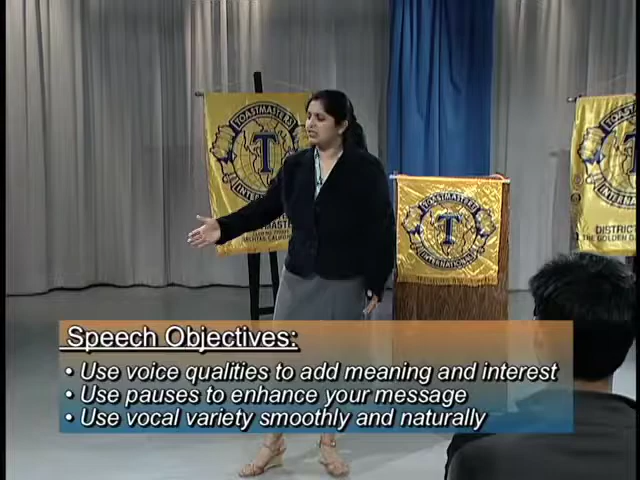 TOASTMASTERS
T
TOASTMASTERS
T
INTERNATIONAL
TOASTMASTERS
DISTRICT
THE GOLDEN
Speech Objectives:
• Use voice qualities to add meaning and interest
• Use pauses to enhance your message
• Use vocal variety smoothly and naturally